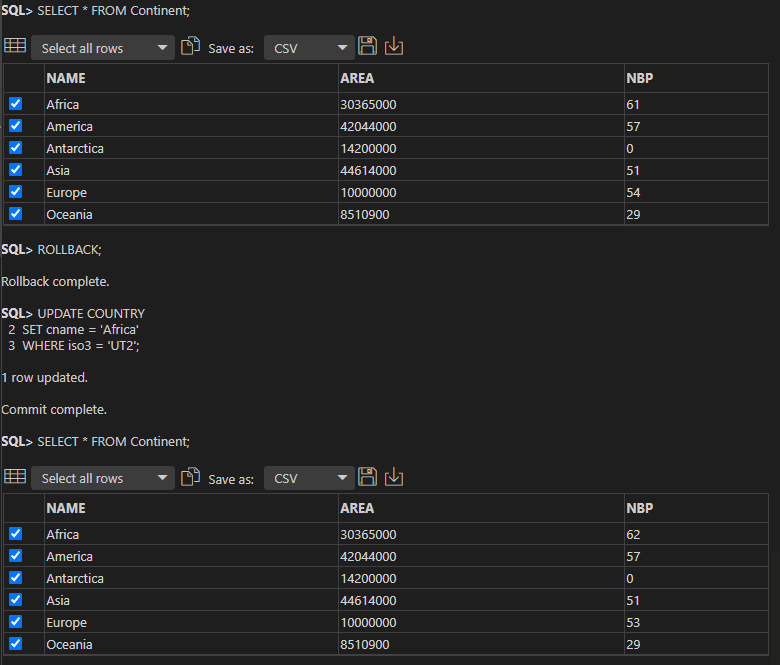 SQL> SELECT * FROM Continent;
Select all rows Save as: CSV
NAME AREA NBP
Africa 30365000 61
America 42044000 57
Antarctica 14200000 0
Asia 44614000 51
Europe 10000000 54
Oceania 8510900 29
SQL> ROLLBACK;
Rollback complete.
SQL> UPDATE COUNTRY
2 SET cname = 'Africa'
3 WHERE iso3 = 'UT2';
1 row updated.
Commit complete.
SQL> SELECT * FROM Continent;
Select all rows Save as: CSV
NAME AREA NBP
Africa 30365000 62
America 42044000 57
Antarctica 14200000 0
Asia 44614000 51
Europe 10000000 53
Oceania 8510900 29